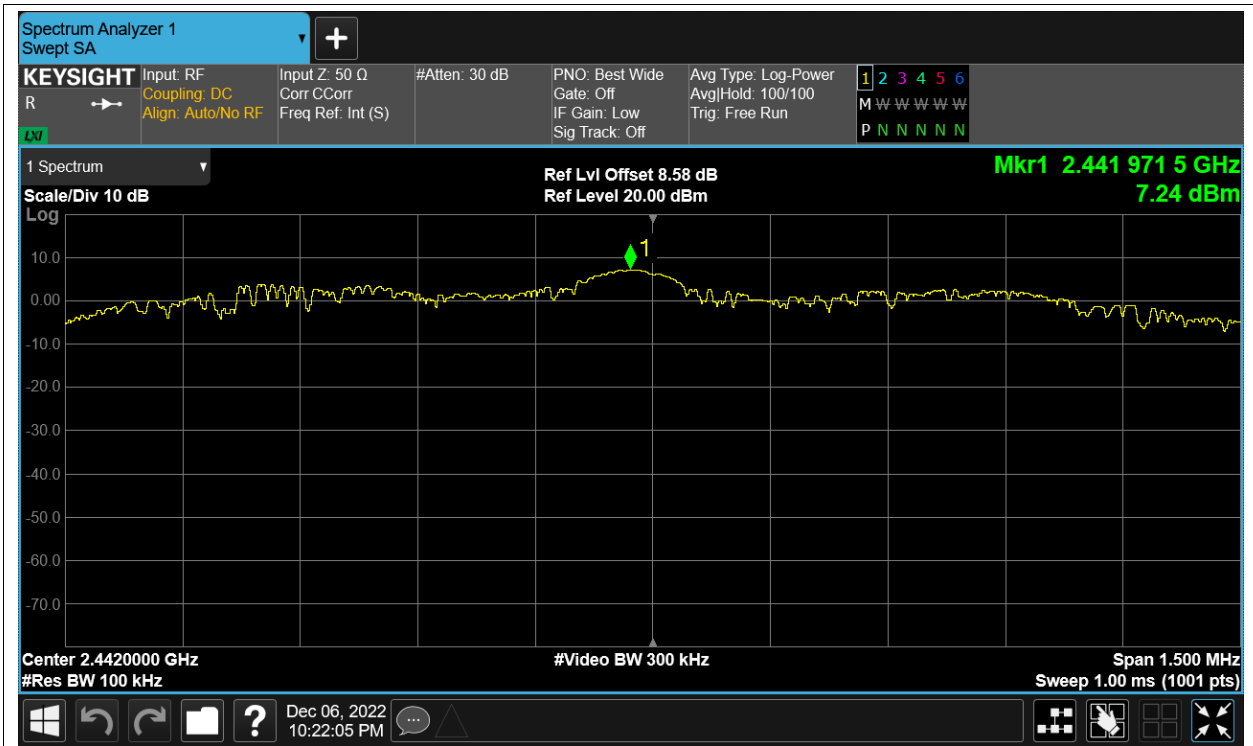 Spectrum Analyzer 1
Swept SA
KEYSIGHT
R
LXI
Input: RF
Coupling: DC
Align: Auto/No RF
Input Z: 50 Ω
Corr CCorr
Freq Ref: Int (S)
#Atten: 30 dB
PNO: Best Wide
Gate: Off
IF Gain: Low
Sig Track: Off
Avg Type: Log-Power
Avg|Hold: 100/100
Trig: Free Run
1 2 3 4 5 6
M W W W W W
P N N N N N
1 Spectrum
Scale/Div 10 dB
Log
Ref Lvl Offset 8.58 dB
Ref Level 20.00 dBm
Mkr1 2.441 971 5 GHz
7.24 dBm
1
10.0
0.00
-10.0
-20.0
-30.0
-40.0
-50.0
-60.0
-70.0
Center 2.4420000 GHz
#Res BW 100 kHz
#Video BW 300 kHz
Span 1.500 MHz
Sweep 1.00 ms (1001 pts)
?
Dec 06, 2022
10:22:05 PM